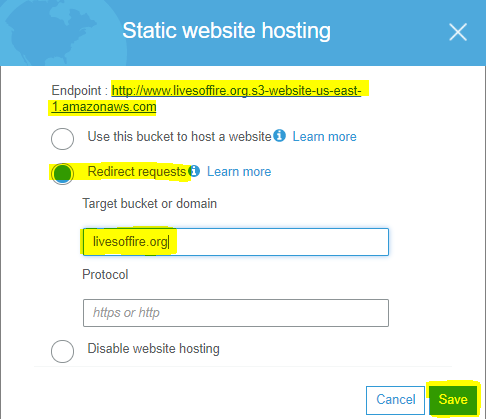 Static website hosting
Endpoint : http://www.livesoffire.org.s3-website-us-east-
1.amazonaws.com
Use this bucket to host a website Learn more
Redirect requests Learn more
Target bucket or domain
livesoffire.org
Protocol
https or http
Disable website hosting
Cancel Save